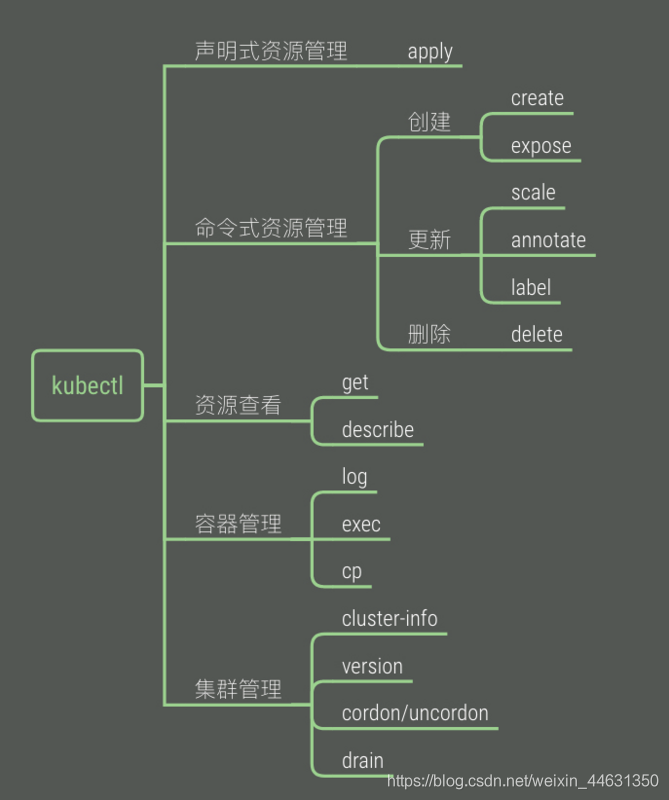 声明式资源管理
apply
create
创建
expose
scale
命令式资源管理
更新
annotate
label
删除
delete
kubectl
资源查看
get
describe
log
容器管理
exec
cp
cluster-info
version
集群管理
cordon/uncordon
drain
https://blog.csdn.net/weixin_44631350